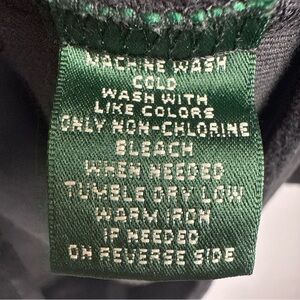 MACHINE WASH
COLD
WASH WITH
LIKE COLORS
ONLY NON-CHLORINE
BLEACH
WHEN NEEDED
TUMBLE DRY LOW
WARM IRON
IF NEEDED
ON REVERSE SIDE